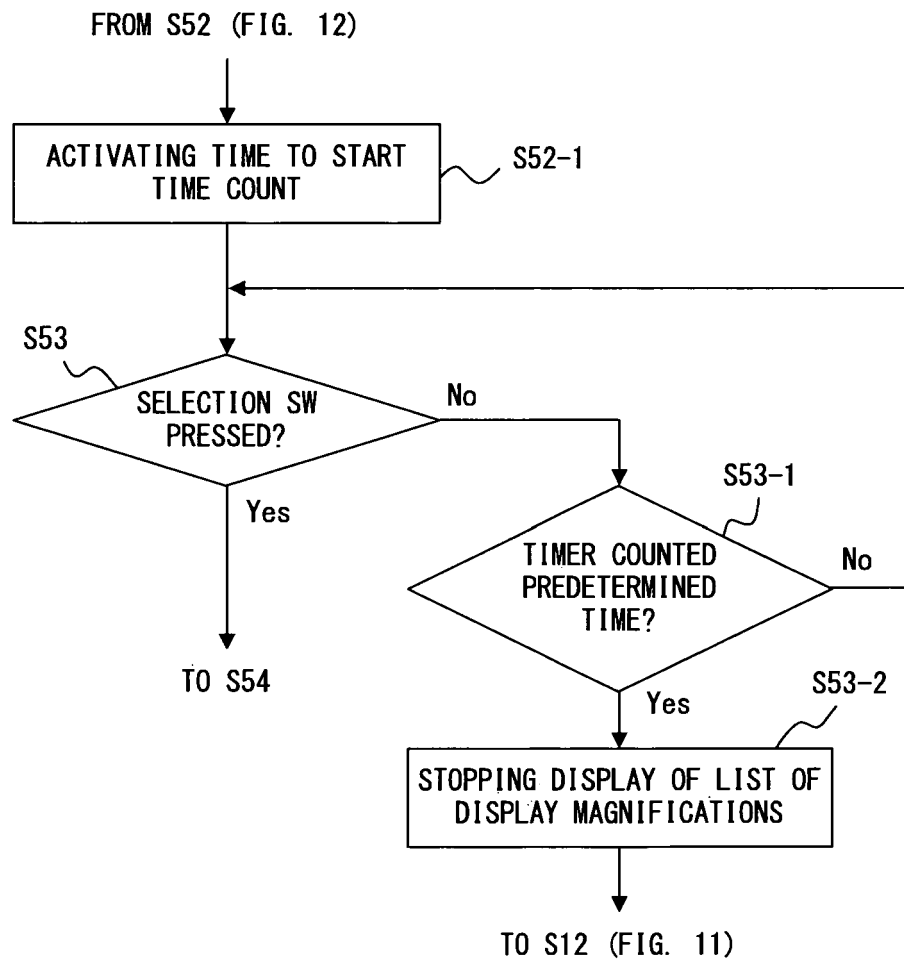 FROM S52 (FIG. 12)
ACTIVATING TIME TO START
TIME COUNT
S52-1
S53
SELECTION SW
PRESSED?
No
Yes
TO S54
S53-1
TIMER COUNTED
PREDETERMINED
TIME?
No
Yes
S53-2
STOPPING DISPLAY OF LIST OF
DISPLAY MAGNIFICATIONS
TO S12 (FIG. 11)